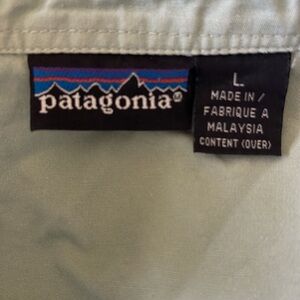 patagonia®
L
MADE IN /
FABRIQUE A
MALAYSIA
CONTENT (OVER)